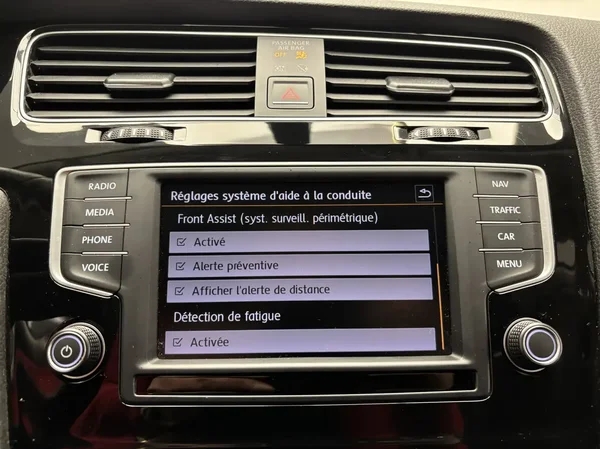 PASSENGER
AIR BAG
OFF
RADIO
MEDIA
PHONE
VOICE
Réglages système d'aide à la conduite
Front Assist (syst. surveill. périmétrique)
Activé
Alerte préventive
Afficher l'alerte de distance
Détection de fatigue
Activée
NAV
TRAFFIC
CAR
MENU